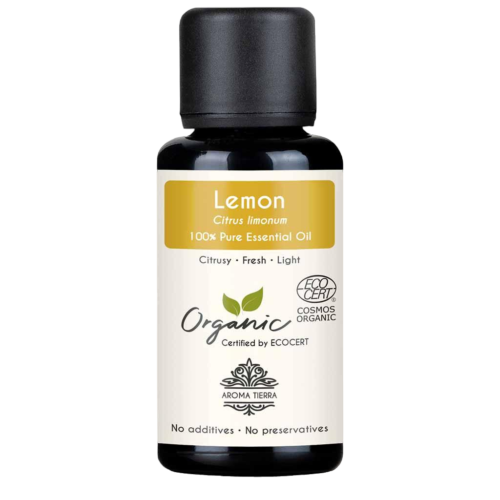 Lemon
Citrus limonum
100% Pure Essential Oil
Citrusy • Fresh • Light
ECO
CERT®
COSMOS
ORGANIC
Organic
Certified by ECOCERT
AROMA TIERRA
No additives • No preservatives